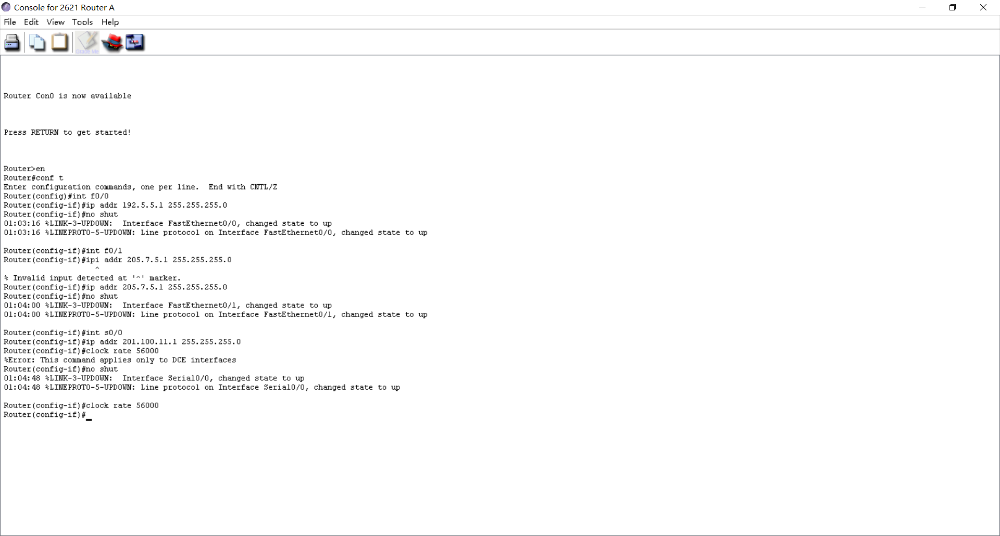 Console for 2621 Router A
File Edit View Tools Help
Grade Me
Router Con0 is now available
Press RETURN to get started!
Router>en
Router#conf t
Enter configuration commands, one per line.  End with CNTL/Z
Router(config)#int f0/0
Router(config-if)#ip addr 192.5.5.1 255.255.255.0
Router(config-if)#no shut
01:03:16 %LINK-3-UPDOWN:  Interface FastEthernet0/0, changed state to up
01:03:16 %LINEPROTO-5-UPDOWN: Line protocol on Interface FastEthernet0/0, changed state to up
Router(config-if)#int f0/1
Router(config-if)#ipi addr 205.7.5.1 255.255.255.0
^
% Invalid input detected at '^' marker.
Router(config-if)#ip addr 205.7.5.1 255.255.255.0
Router(config-if)#no shut
01:04:00 %LINK-3-UPDOWN:  Interface FastEthernet0/1, changed state to up
01:04:00 %LINEPROTO-5-UPDOWN: Line protocol on Interface FastEthernet0/1, changed state to up
Router(config-if)#int s0/0
Router(config-if)#ip addr 201.100.11.1 255.255.255.0
Router(config-if)#clock rate 56000
%Error: This command applies only to DCE interfaces
Router(config-if)#no shut
01:04:48 %LINK-3-UPDOWN:  Interface Serial0/0, changed state to up
01:04:48 %LINEPROTO-5-UPDOWN: Line protocol on Interface Serial0/0, changed state to up
Router(config-if)#clock rate 56000
Router(config-if)#